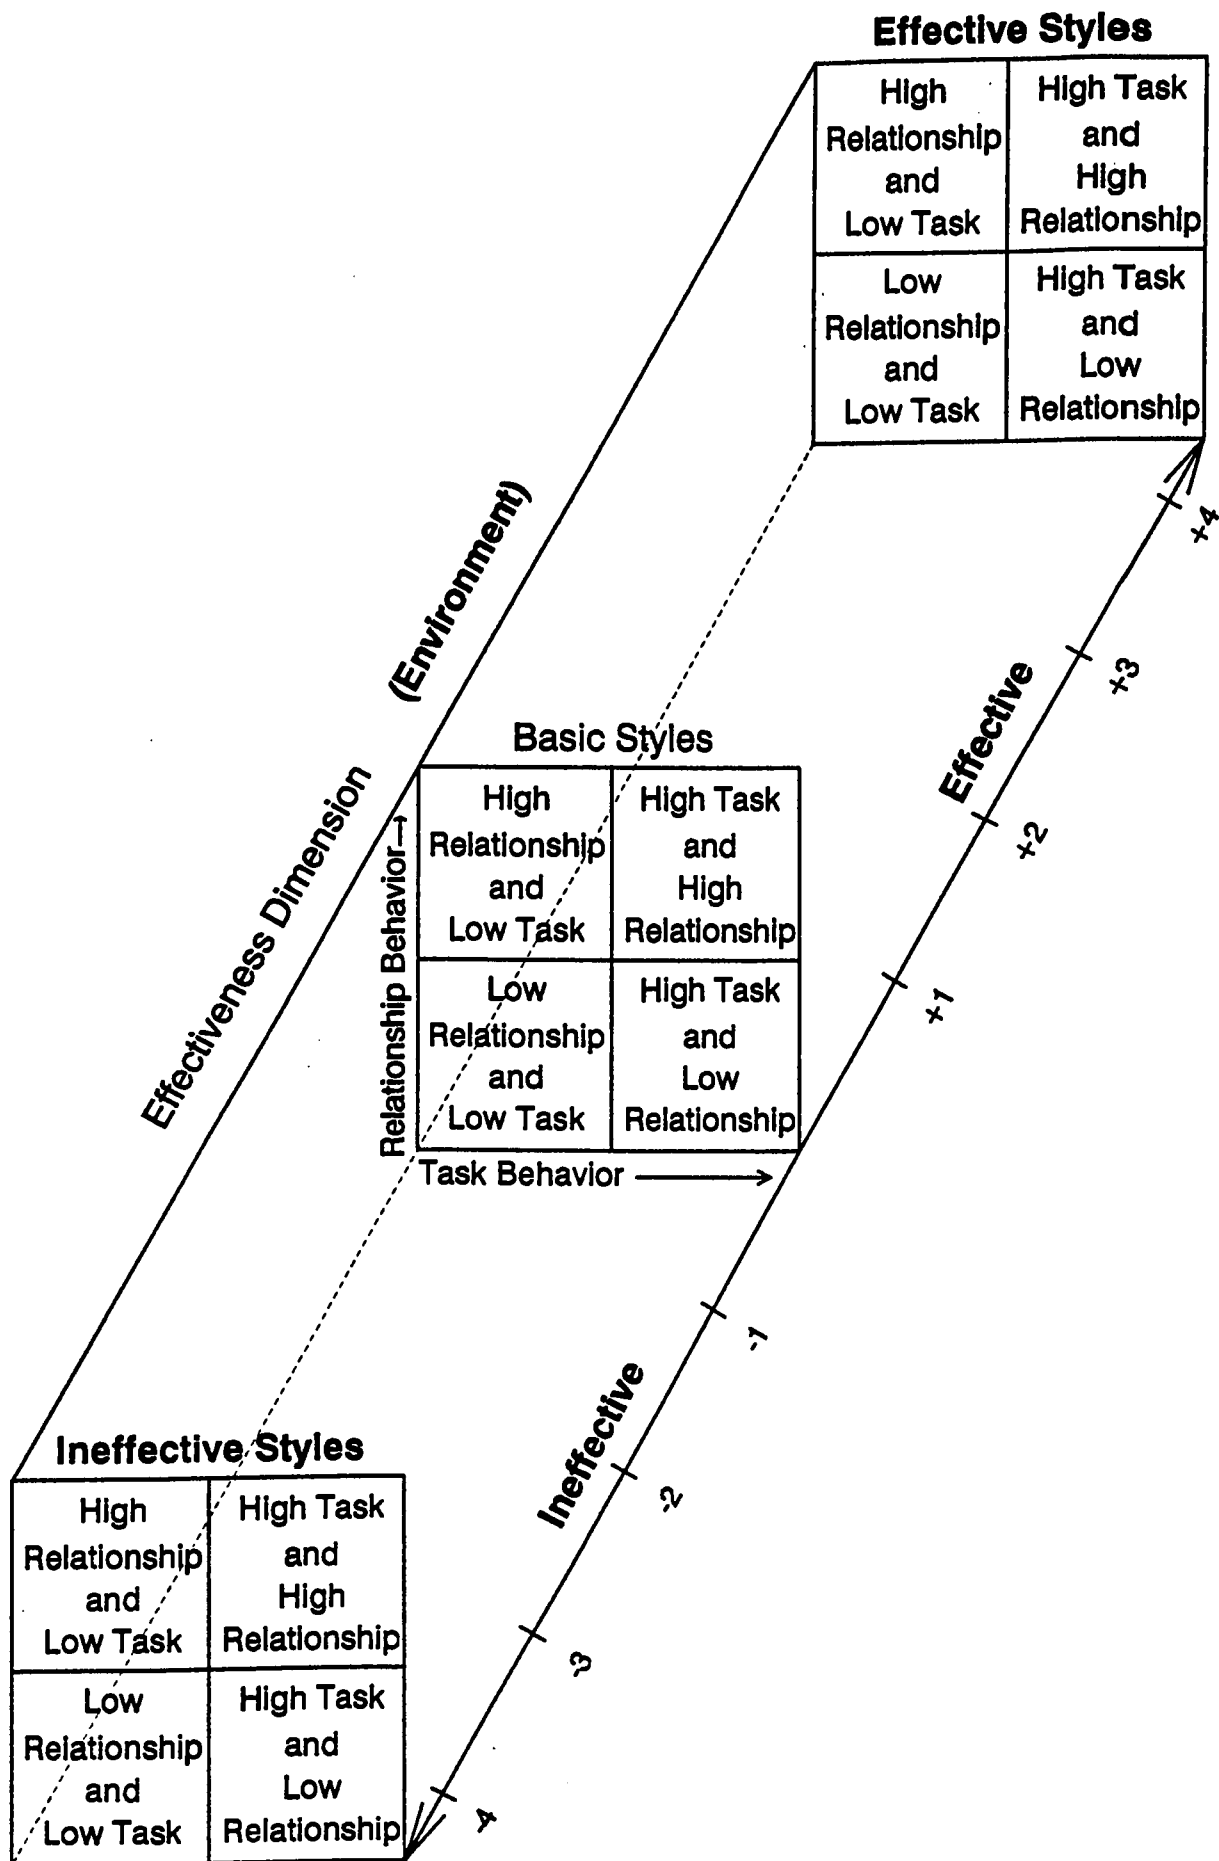 Effective Styles
High
Relationship
and
Low Task
High Task
and
High
Relationship
Low
Relationship
and
Low Task
High Task
and
Low
Relationship
+4
+3
Effective
+2
+1
(Environment)
Effectiveness Dimension
Basic Styles
Relationship Behavior
High
Relationship
and
Low Task
High Task
and
High
Relationship
Low
Relationship
and
Low Task
High Task
and
Low
Relationship
Task Behavior
-1
Ineffective
-2
-3
-4
Ineffective Styles
High
Relationship
and
Low Task
High Task
and
High
Relationship
Low
Relationship
and
Low Task
High Task
and
Low
Relationship